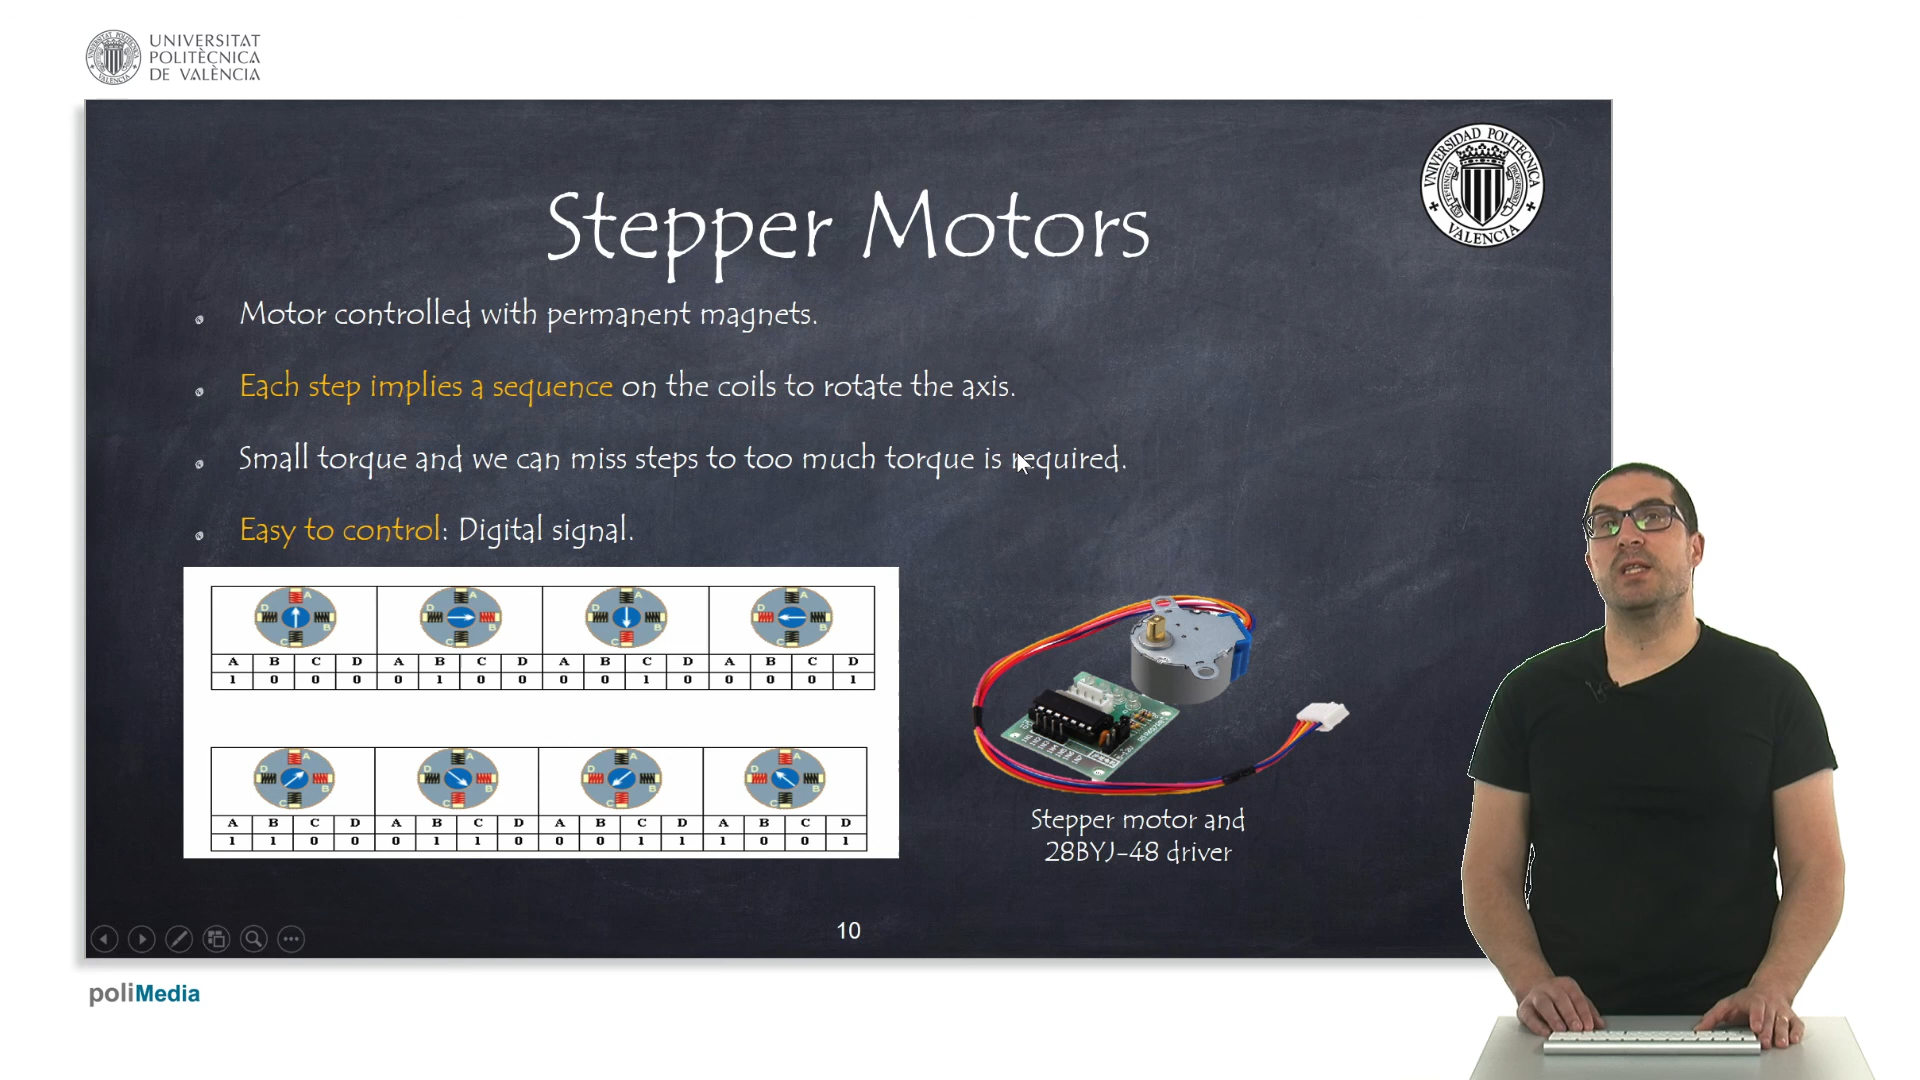 UNIVERSITAT
POLITÈCNICA
DE VALÈNCIA
VNIVERSIDAD POLITECNICA
VALENCIA
Stepper Motors
Motor controlled with permanent magnets.
Each step implies a sequence on the coils to rotate the axis.
Small torque and we can miss steps to too much torque is required.
Easy to control: Digital signal.
A B C D A B C D A B C D A B C D
1 0 0 0 0 1 0 0 0 0 1 0 0 0 0 1
A B C D A B C D A B C D A B C D
1 1 0 0 0 1 1 0 0 0 1 1 1 0 0 1
Stepper motor and
28BYJ-48 driver
10
poliMedia